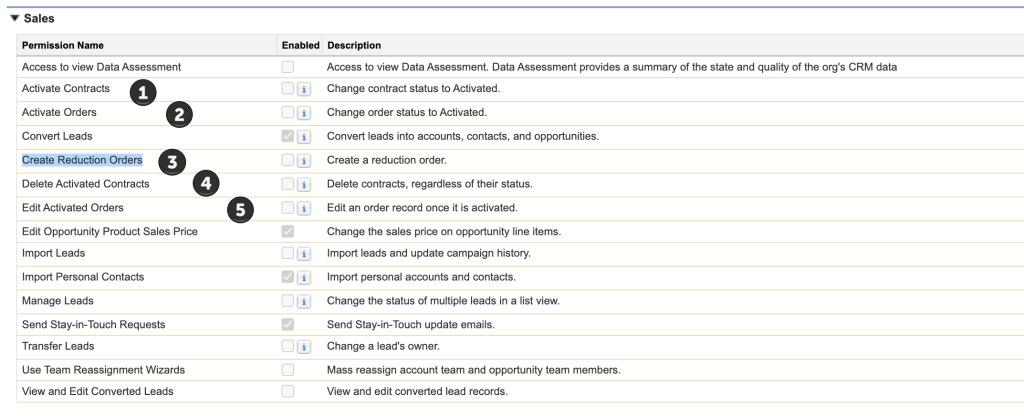 Sales
Permission Name Enabled Description
Access to view Data Assessment Access to view Data Assessment. Data Assessment provides a summary of the state and quality of the org's CRM data
Activate Contracts 1 i Change contract status to Activated.
Activate Orders 2 i Change order status to Activated.
Convert Leads i Convert leads into accounts, contacts, and opportunities.
Create Reduction Orders 3 i Create a reduction order.
Delete Activated Contracts 4 i Delete contracts, regardless of their status.
Edit Activated Orders 5 i Edit an order record once it is activated.
Edit Opportunity Product Sales Price Change the sales price on opportunity line items.
Import Leads i Import leads and update campaign history.
Import Personal Contacts i Import personal accounts and contacts.
Manage Leads i Change the status of multiple leads in a list view.
Send Stay-in-Touch Requests Send Stay-in-Touch update emails.
Transfer Leads i Change a lead's owner.
Use Team Reassignment Wizards Mass reassign account team and opportunity team members.
View and Edit Converted Leads View and edit converted lead records.